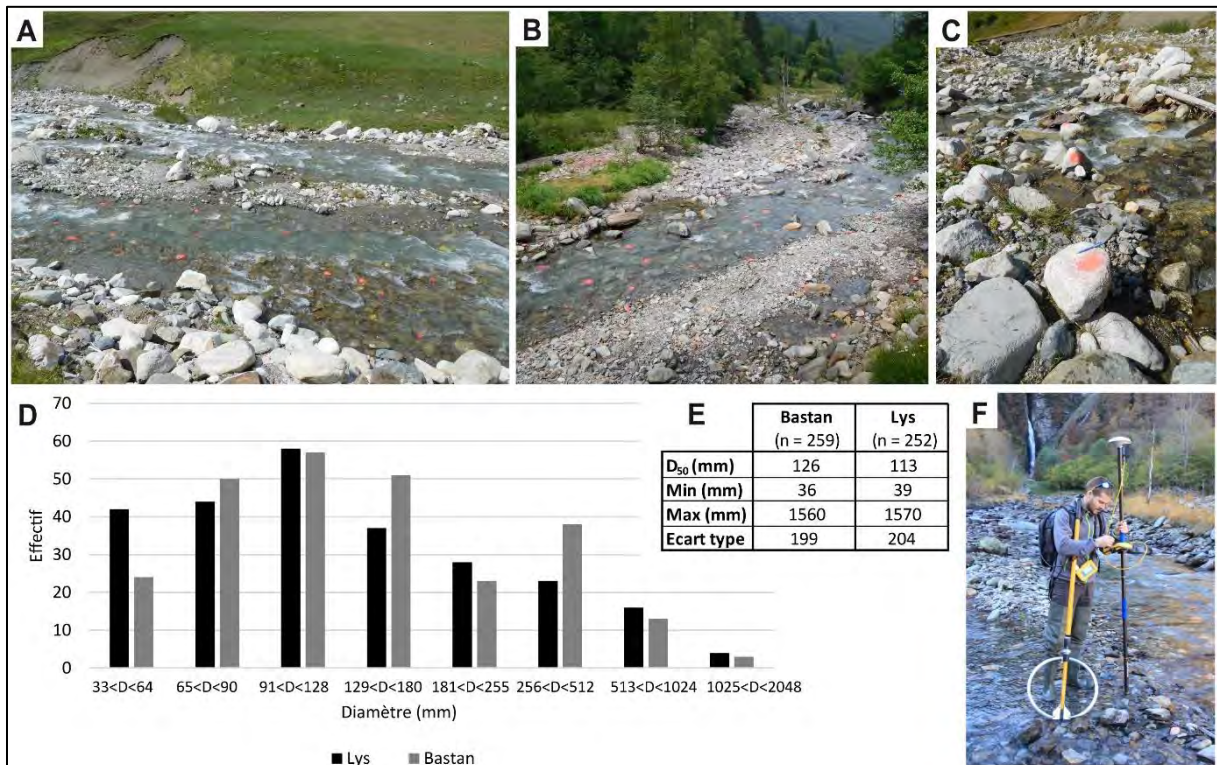 A
B
C
D
70
60
50
40
30
20
10
0
Effectif
33<D<64 65<D<90 91<D<128 129<D<180 181<D<255 256<D<512 513<D<1024 1025<D<2048
Diamètre (mm)
Lys Bastan
E
Bastan Lys
(n = 259) (n = 252)
D₅₀ (mm) 126 113
Min (mm) 36 39
Max (mm) 1560 1570
Ecart type 199 204
F